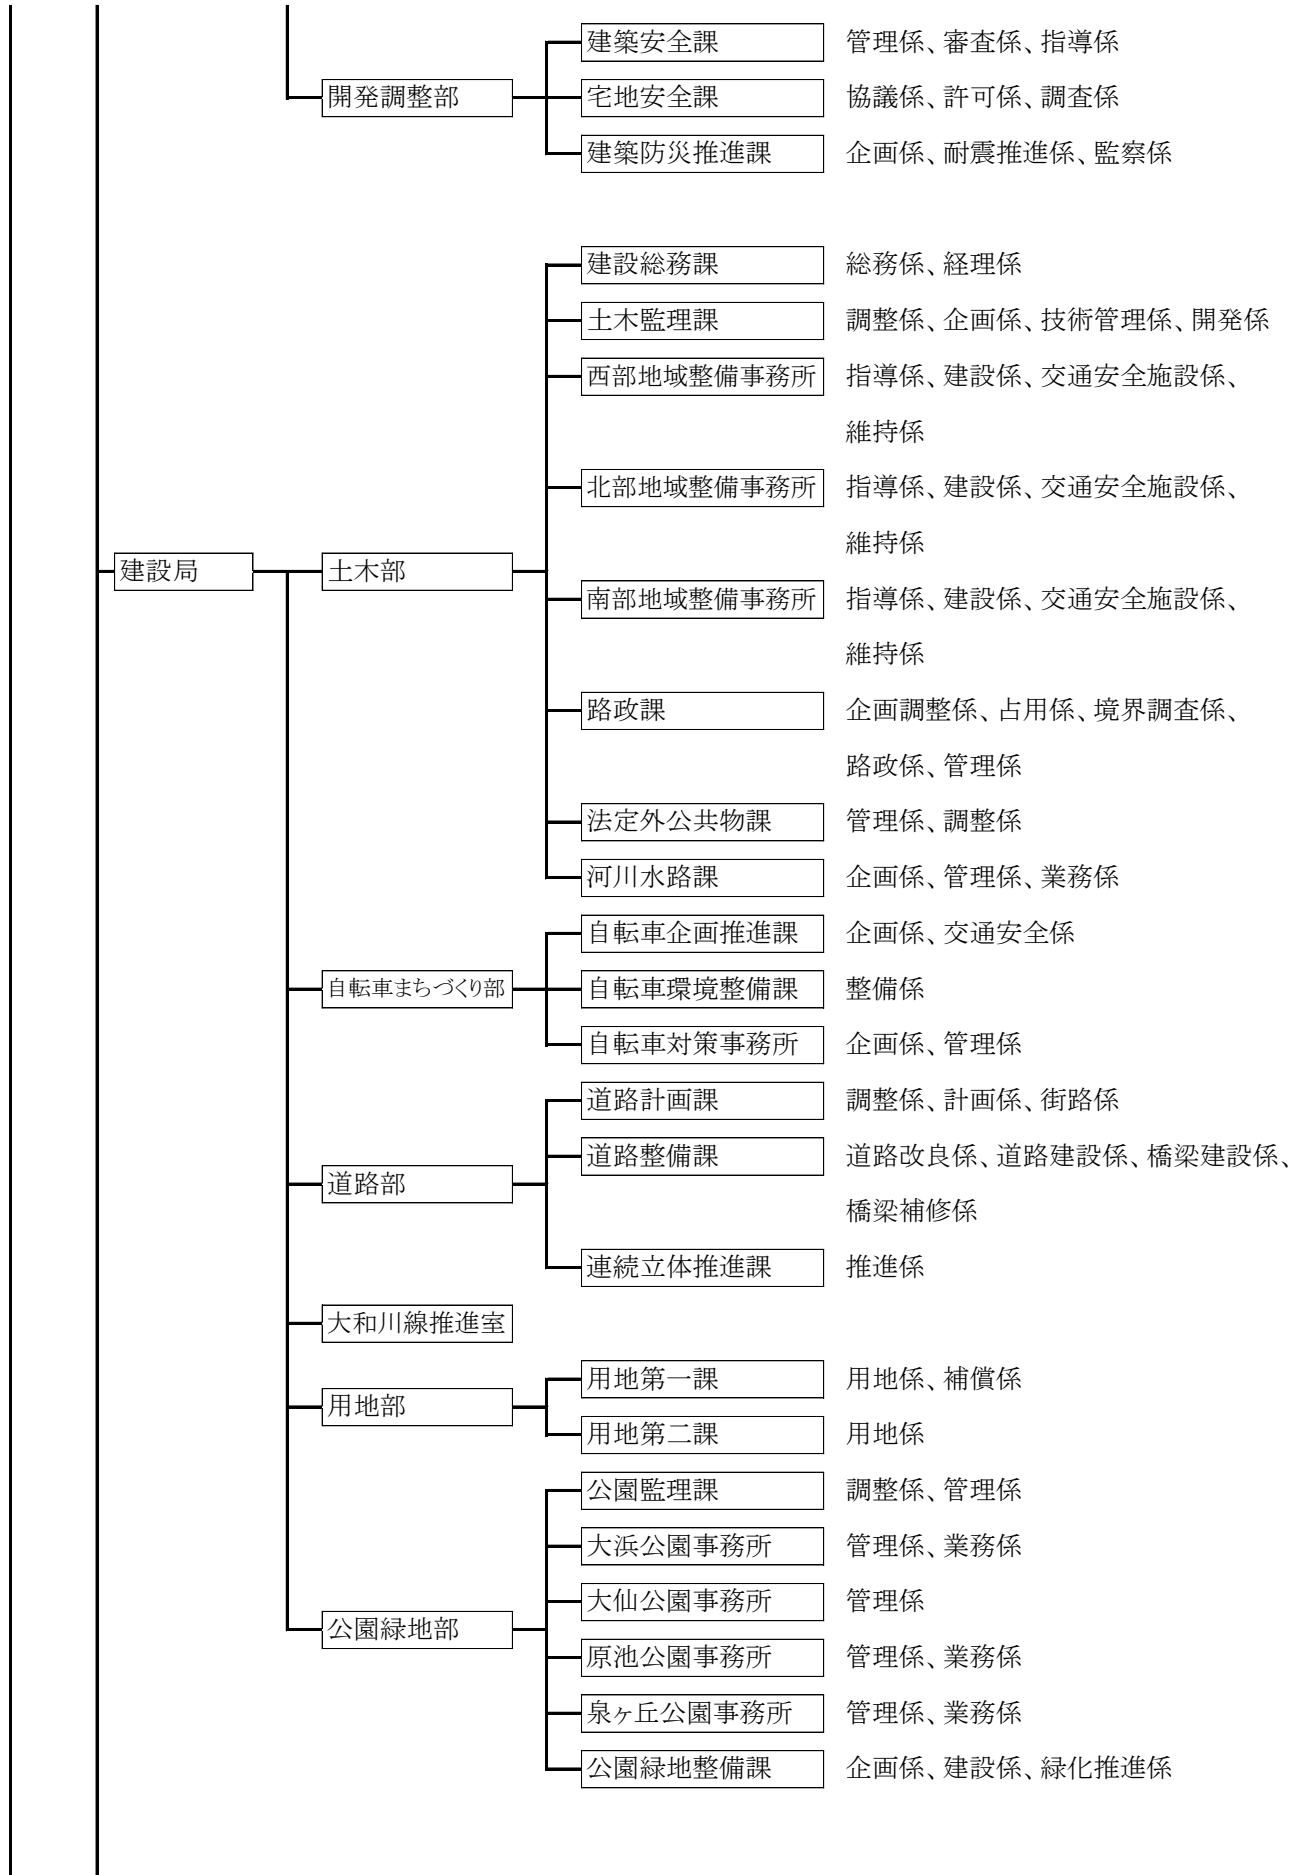 建築安全課 管理係、審査係、指導係
開発調整部 宅地安全課 協議係、許可係、調査係
建築防災推進課 企画係、耐震推進係、監察係
建設総務課 総務係、経理係
土木監理課 調整係、企画係、技術管理係、開発係
西部地域整備事務所 指導係、建設係、交通安全施設係、
維持係
北部地域整備事務所 指導係、建設係、交通安全施設係、
維持係
建設局 土木部
南部地域整備事務所 指導係、建設係、交通安全施設係、
維持係
路政課 企画調整係、占用係、境界調査係、
路政係、管理係
法定外公共物課 管理係、調整係
河川水路課 企画係、管理係、業務係
自転車企画推進課 企画係、交通安全係
自転車まちづくり部 自転車環境整備課 整備係
自転車対策事務所 企画係、管理係
道路計画課 調整係、計画係、街路係
道路整備課 道路改良係、道路建設係、橋梁建設係、
道路部
橋梁補修係
連続立体推進課 推進係
大和川線推進室
用地第一課 用地係、補償係
用地部
用地第二課 用地係
公園監理課 調整係、管理係
大浜公園事務所 管理係、業務係
大仙公園事務所 管理係
公園緑地部
原池公園事務所 管理係、業務係
泉ヶ丘公園事務所 管理係、業務係
公園緑地整備課 企画係、建設係、緑化推進係